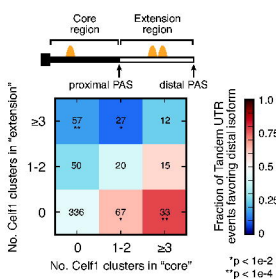 Core region
Extension region
proximal PAS
distal PAS
No. Celf1 clusters in "extension"
≥3
57
**
27
*
12
1-2
50
20
15
0
336
67
*
33
**
0
1-2
≥3
No. Celf1 clusters in "core"
1.0
0.75
0.5
0.25
0
Fraction of Tandem UTR
events favoring distal isoform
*p < 1e-2
**p < 1e-4